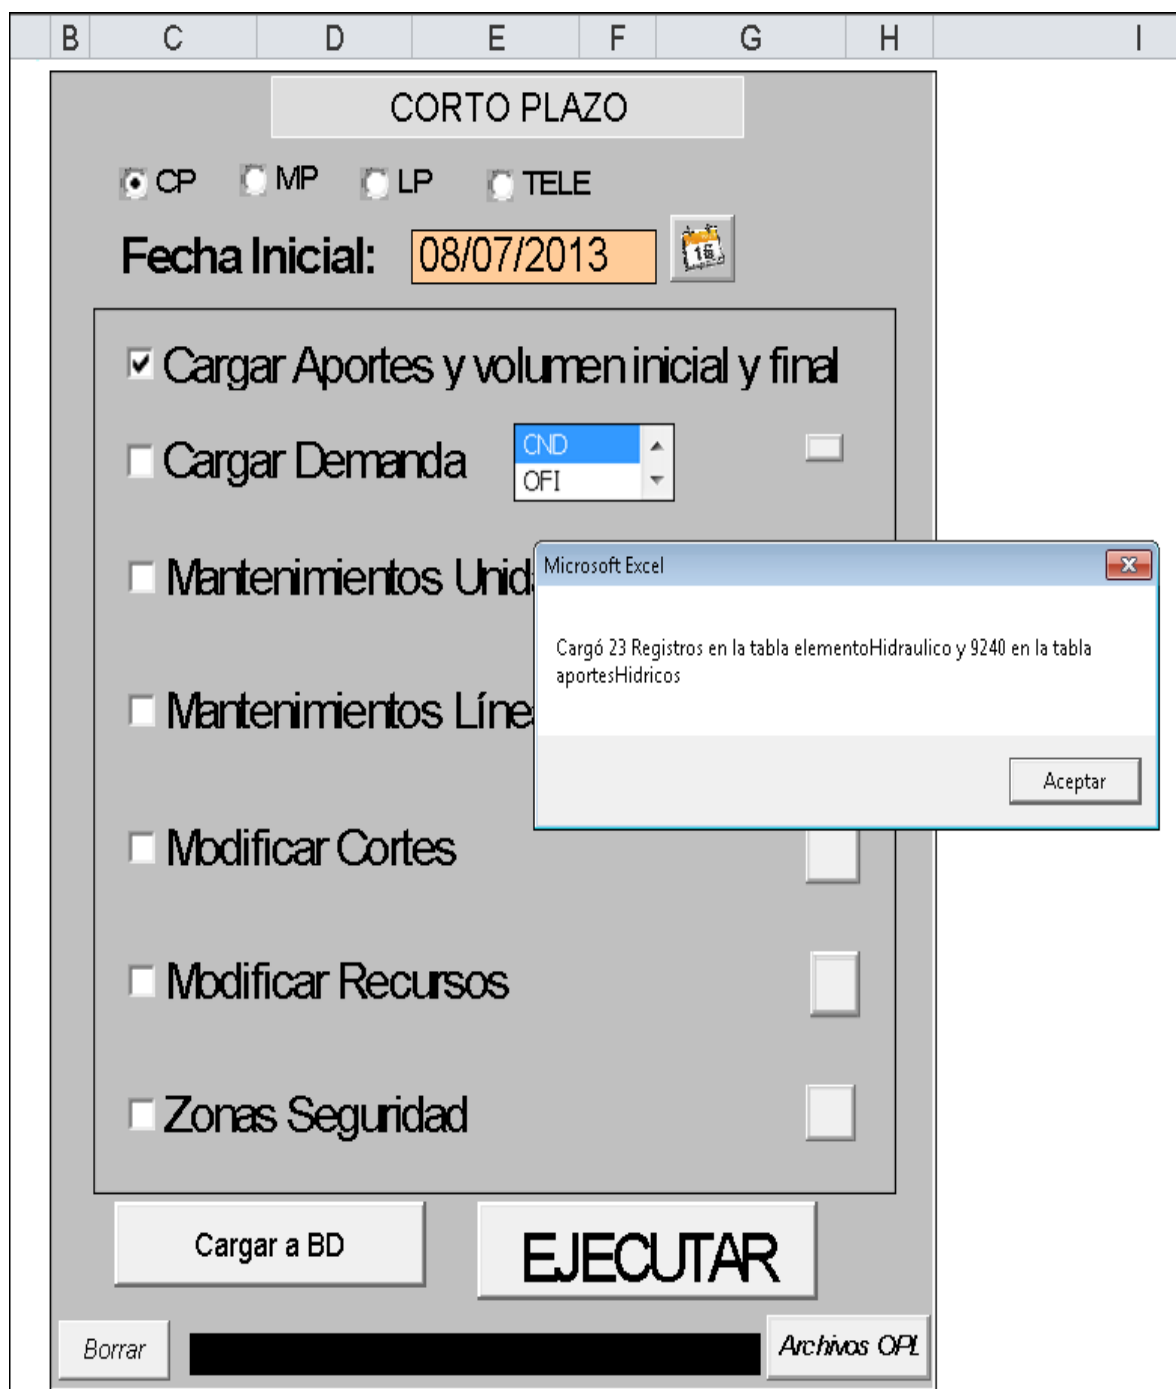 B C D E F G H I
CORTO PLAZO
CP MP LP TELE
Fecha Inicial: 08/07/2013
16
Cargar Aportes y volumen inicial y final
Cargar Demanda
CND
OFI
Mantenimientos Unid
Microsoft Excel
Cargó 23 Registros en la tabla elementoHidraulico y 9240 en la tabla
aportesHidricos
Mantenimientos Líne
Aceptar
Modificar Cortes
Modificar Recursos
Zonas Seguridad
Cargar a BD
EJECUTAR
Borrar
Archivos OPL